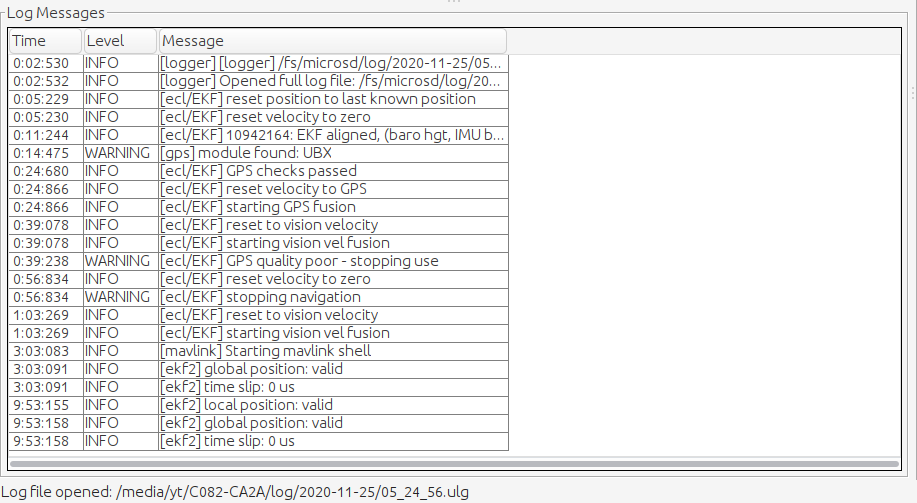 Log Messages
Time Level Message
0:02:530 INFO [logger] [logger] /fs/microsd/log/2020-11-25/05...
0:02:532 INFO [logger] Opened full log file: /fs/microsd/log/20...
0:05:229 INFO [ecl/EKF] reset position to last known position
0:05:230 INFO [ecl/EKF] reset velocity to zero
0:11:244 INFO [ecl/EKF] 10942164: EKF aligned, (baro hgt, IMU b...
0:14:475 WARNING [gps] module found: UBX
0:24:680 INFO [ecl/EKF] GPS checks passed
0:24:866 INFO [ecl/EKF] reset velocity to GPS
0:24:866 INFO [ecl/EKF] starting GPS fusion
0:39:078 INFO [ecl/EKF] reset to vision velocity
0:39:078 INFO [ecl/EKF] starting vision vel fusion
0:39:238 WARNING [ecl/EKF] GPS quality poor - stopping use
0:56:834 INFO [ecl/EKF] reset velocity to zero
0:56:834 WARNING [ecl/EKF] stopping navigation
1:03:269 INFO [ecl/EKF] reset to vision velocity
1:03:269 INFO [ecl/EKF] starting vision vel fusion
3:03:083 INFO [mavlink] Starting mavlink shell
3:03:091 INFO [ekf2] global position: valid
3:03:091 INFO [ekf2] time slip: 0 us
9:53:155 INFO [ekf2] local position: valid
9:53:158 INFO [ekf2] global position: valid
9:53:158 INFO [ekf2] time slip: 0 us
Log file opened: /media/yt/C082-CA2A/log/2020-11-25/05_24_56.ulg